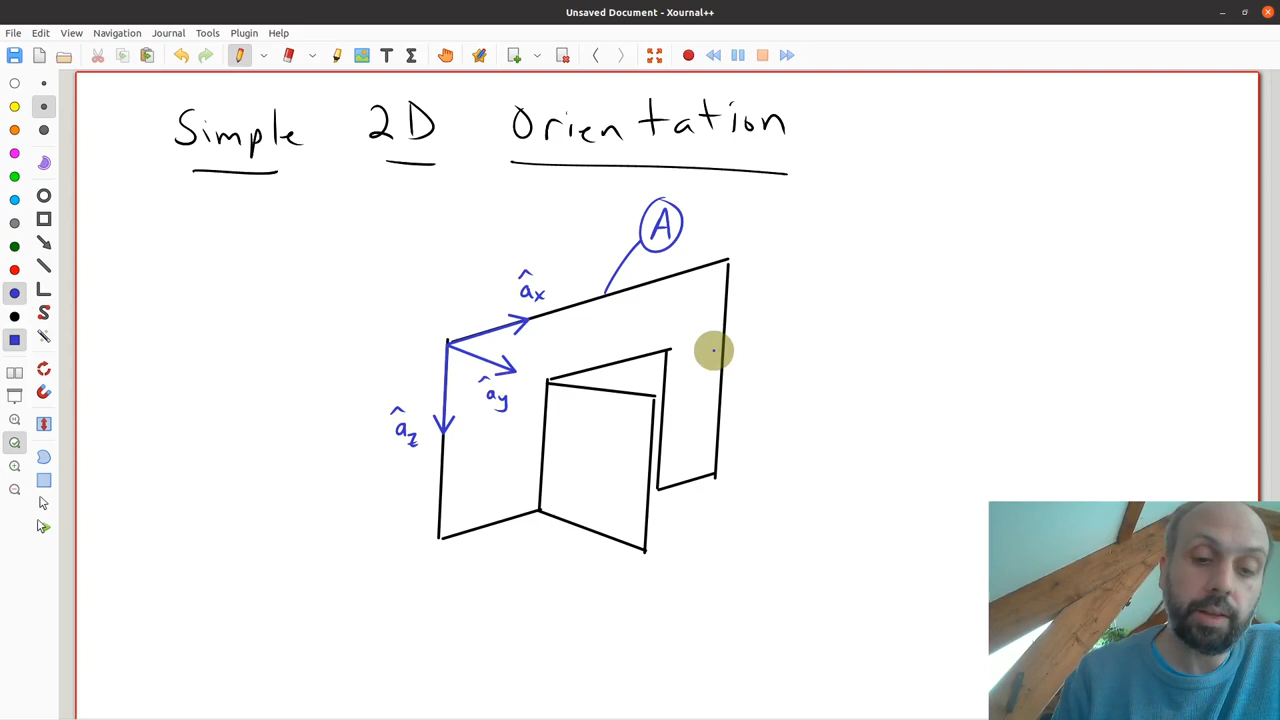 Unsaved Document - Xournal++
File Edit View Navigation Journal Tools Plugin Help
Simple 2D Orientation
A
âx
ây
âz